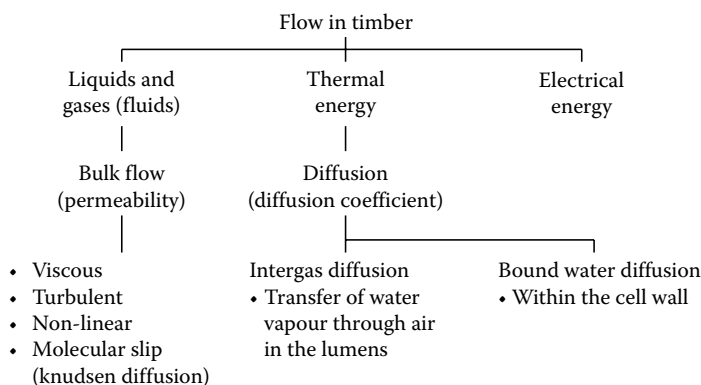 Flow in timber
Liquids and
gases (fluids)
Thermal
energy
Electrical
energy
Bulk flow
(permeability)
Diffusion
(diffusion coefficient)
• Viscous
• Turbulent
• Non-linear
• Molecular slip
(knudsen diffusion)
Intergas diffusion
• Transfer of water
vapour through air
in the lumens
Bound water diffusion
• Within the cell wall